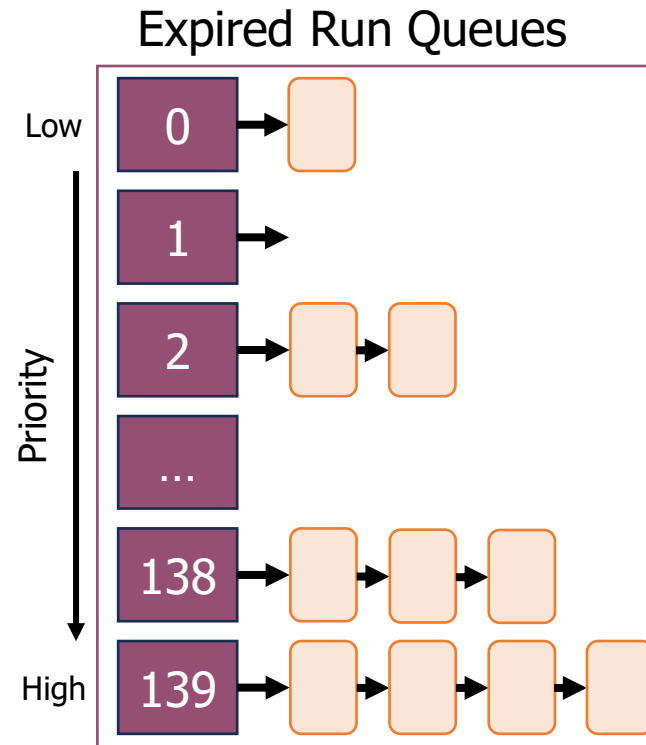 Expired Run Queues
Low
0
1
2
Priority
...
138
High
139